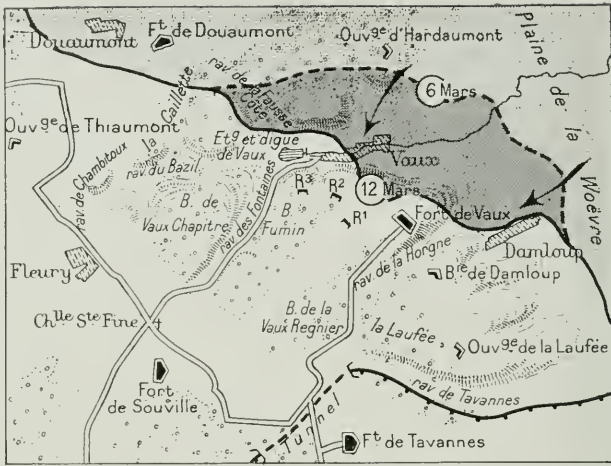 Douaumont
Fᵗ de Douaumont
Ouvᵍᵉ d'Hardaumont
Plaine
de
la
Woëvre
6 Mars
rav. de la Fausse
Côte
la
Caillette
Ouvᵍᵉ de Thiaumont
Etᵍ et digue
de Vaux
Vaux
rav. de Chambitoux
rav. du Bazil
R³
R²
R¹
12 Mars
B. de
Vaux Chapitre
rav. des Fontaines
B.
Fumin
Fort de Vaux
Damloup
rav. de la Horgne
Bⁱᵉ de Damloup
Fleury
Chˡˡᵉ Sᵗᵉ Fine
B. de la
Vaux Regnier
la Laufée
Ouvᵍᵉ de la Laufée
Fort
de Souville
rav. de Tavannes
Tunnel
Fᵗ de Tavannes